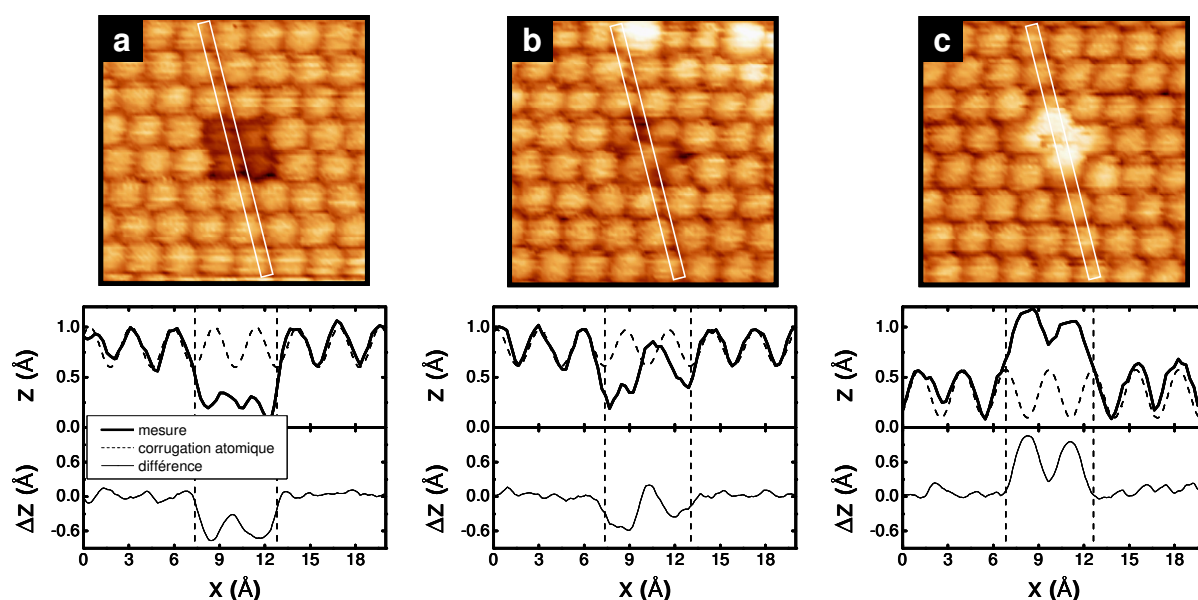 a
b
c
1.0
0.5
0.0
Z (Å)
mesure
corrugation atomique
différence
0.6
0.0
-0.6
ΔZ (Å)
0 3 6 9 12 15 18
X (Å)
1.0
0.5
0.0
Z (Å)
0.6
0.0
-0.6
ΔZ (Å)
0 3 6 9 12 15 18
X (Å)
1.0
0.5
0.0
Z (Å)
0.6
0.0
-0.6
ΔZ (Å)
0 3 6 9 12 15 18
X (Å)